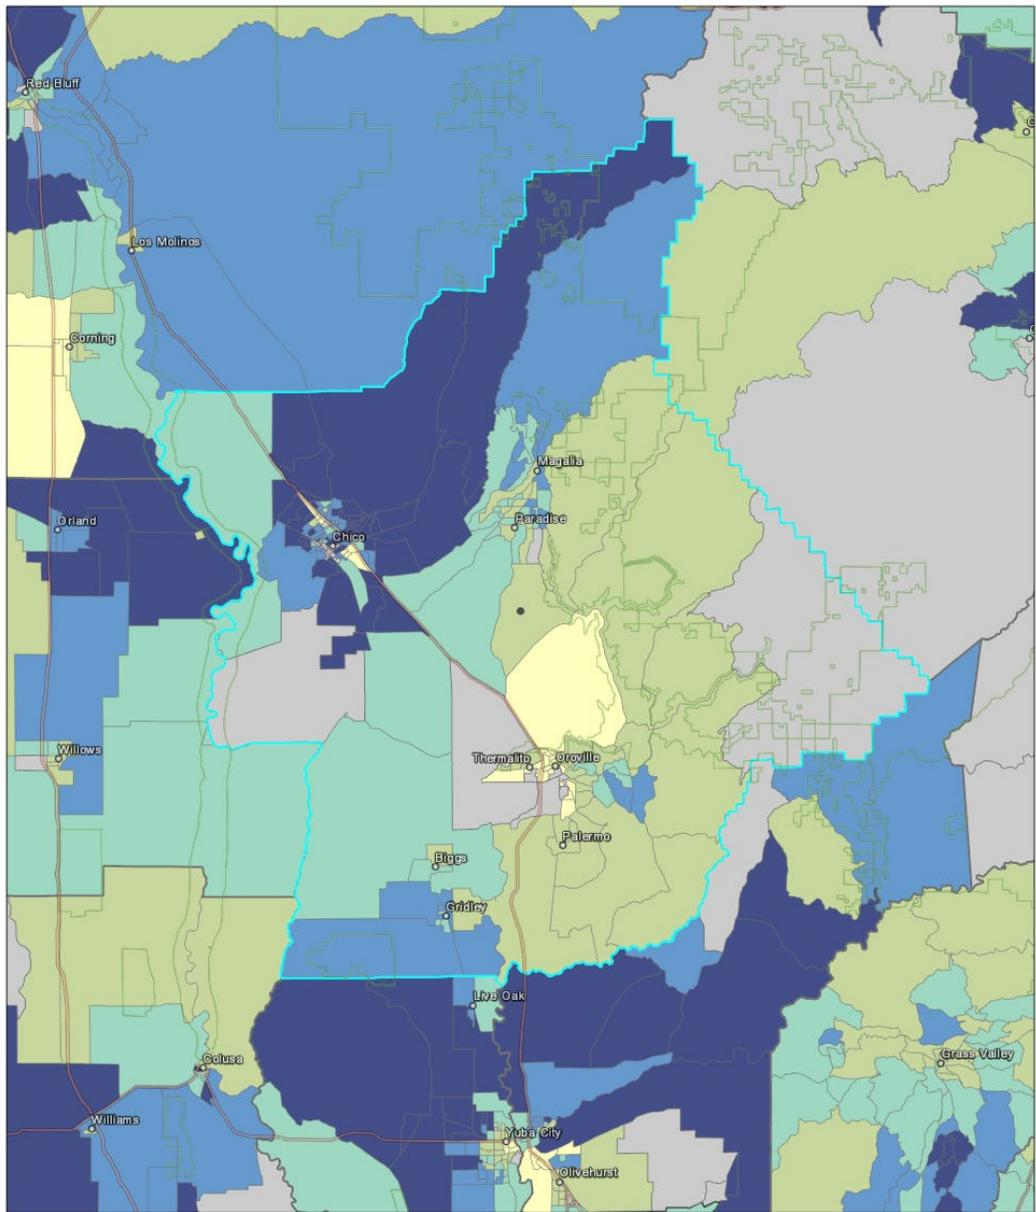 Red Bluff
Los Molinos
Corning
Magalia
Orland
Paradise
Chico
Willows
Thermalito
Oroville
Palermo
Biggs
Gridley
Live Oak
Colusa
Grass Valley
Williams
Yuba City
Olivehurst